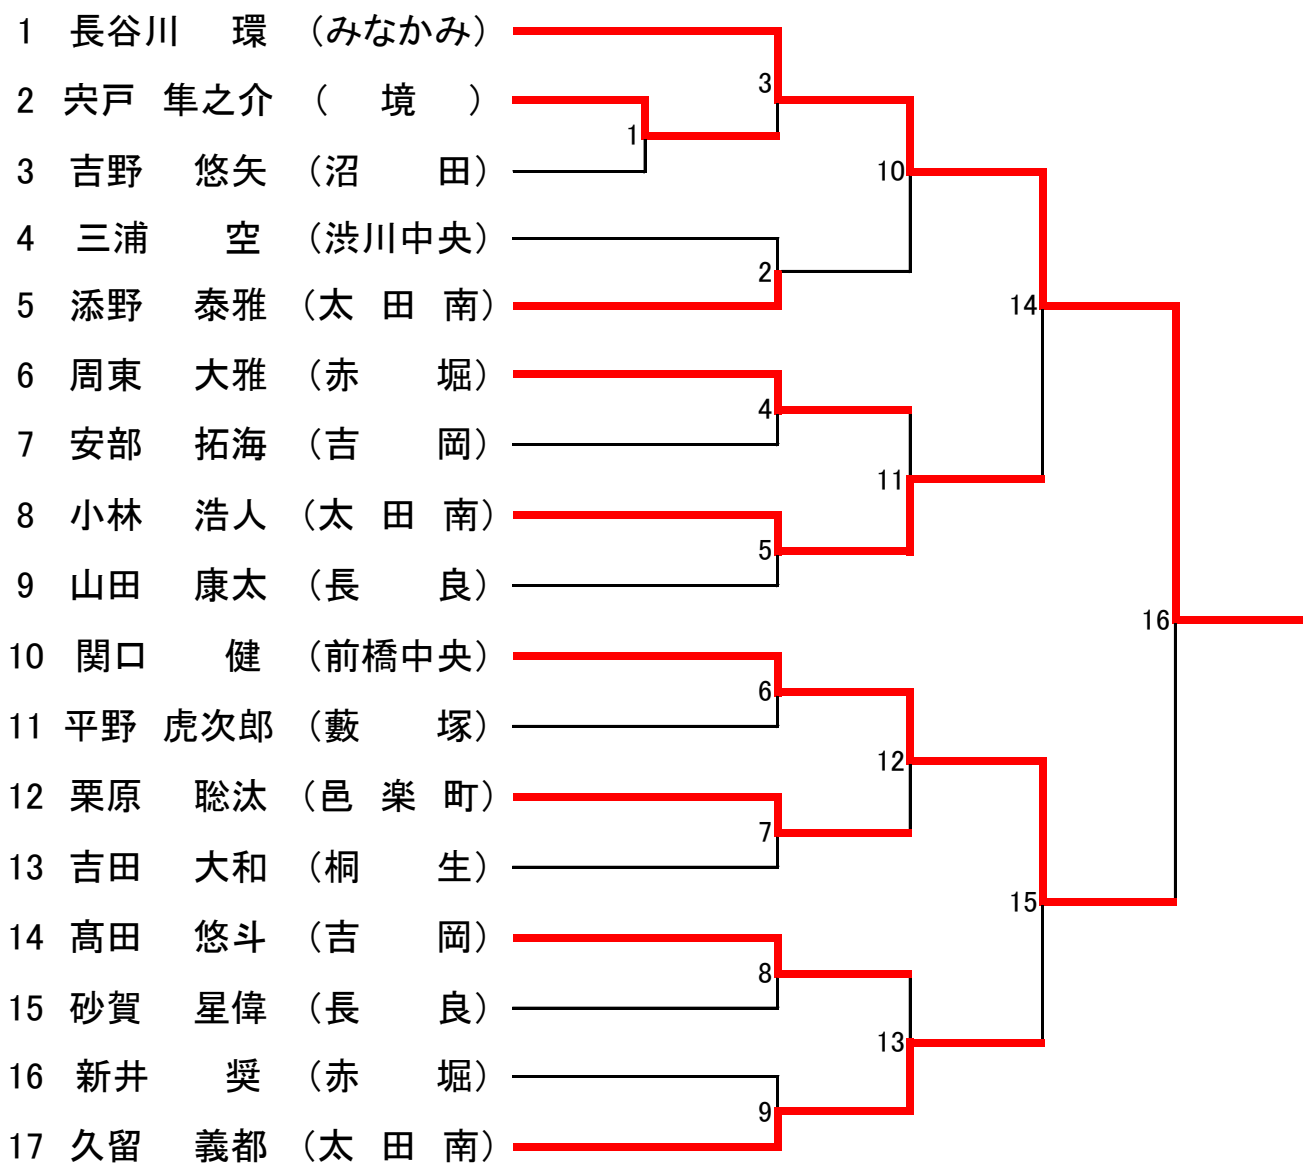 1 長谷川 環 （みなかみ）
2 宍戸 隼之介 （ 境 ）
3 吉野 悠矢 （沼 田）
4 三浦 空 （渋川中央）
5 添野 泰雅 （太 田 南）
6 周東 大雅 （赤 堀）
7 安部 拓海 （吉 岡）
8 小林 浩人 （太 田 南）
9 山田 康太 （長 良）
10 関口 健 （前橋中央）
11 平野 虎次郎 （藪 塚）
12 栗原 聡汰 （邑 楽 町）
13 吉田 大和 （桐 生）
14 髙田 悠斗 （吉 岡）
15 砂賀 星偉 （長 良）
16 新井 奨 （赤 堀）
17 久留 義都 （太 田 南）
1
2
3
4
5
6
7
8
9
10
11
12
13
14
15
16